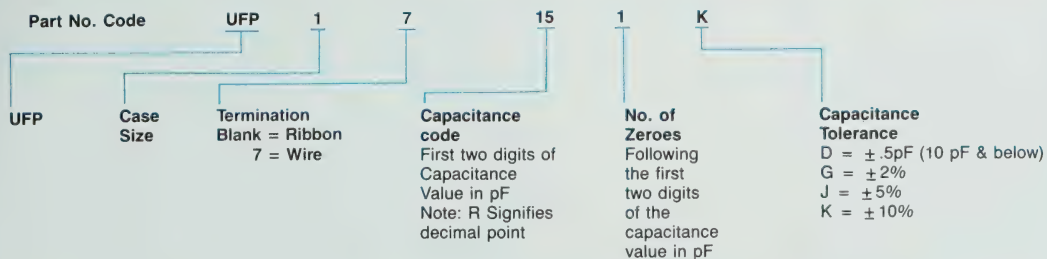 Part No. Code UFP 1 7 15 1 K
UFP
Case
Size
Termination
Blank = Ribbon
7 = Wire
Capacitance
code
First two digits of
Capacitance
Value in pF
Note: R Signifies
decimal point
No. of
Zeroes
Following
the first
two digits
of the
capacitance
value in pF
Capacitance
Tolerance
D = ± .5pF (10 pF & below)
G = ±2%
J = ±5%
K = ±10%